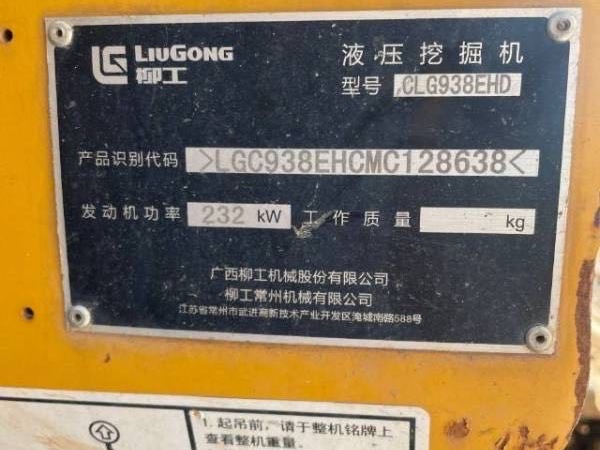 LIUGONG
柳工
液压挖掘机
型号 CLG938EHD
产品识别代码 >LGC938EHCMC128638<
发动机功率 232 kW 工作质量 kg
广西柳工机械股份有限公司
柳工常州机械有限公司
江苏省常州市武进高新技术产业开发区淹城南路588号
1. 起吊前，请于整机铭牌上
查看整机重量。